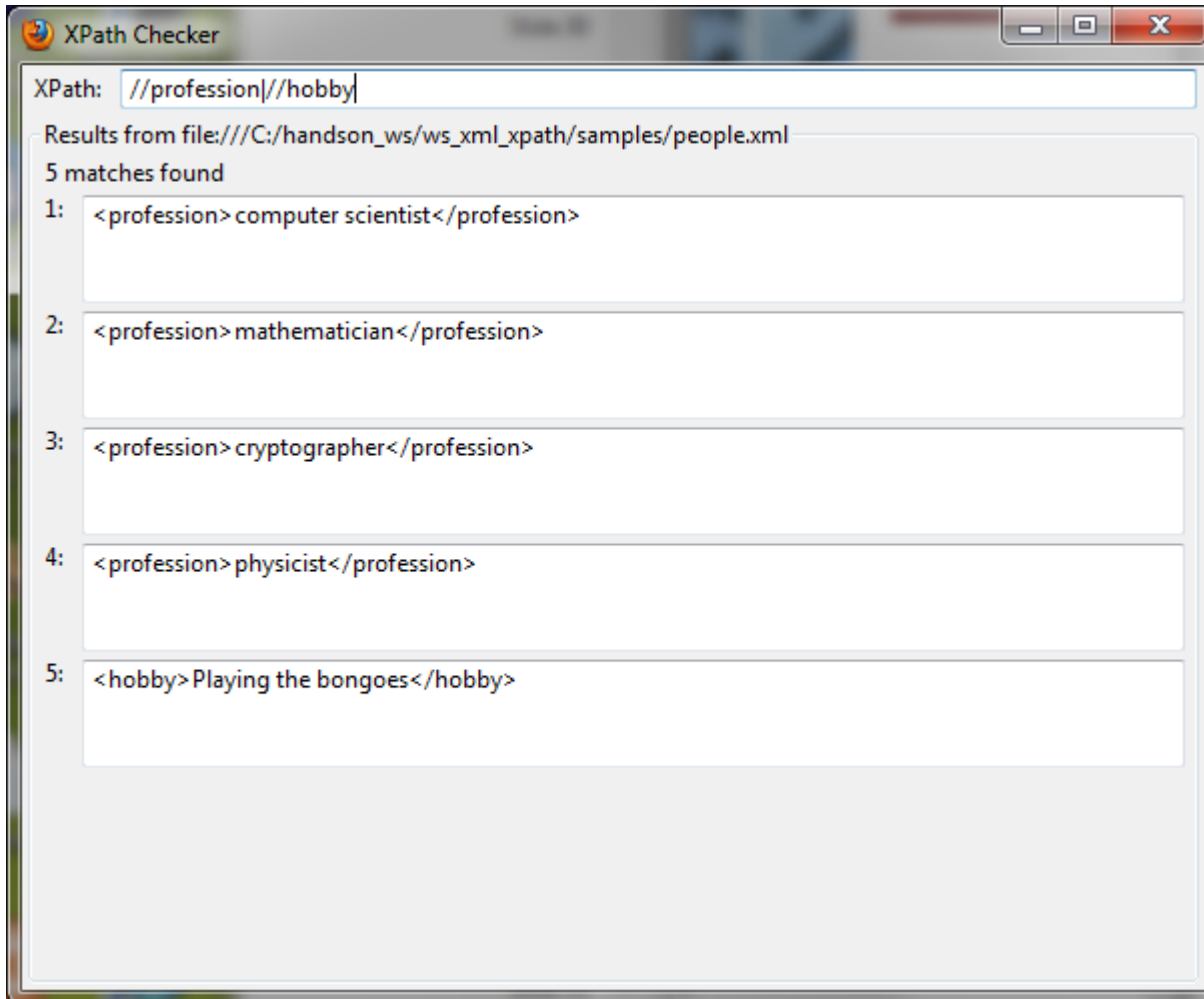 XPath Checker
XPath: //profession|//hobby
Results from file:///C:/handson_ws/ws_xml_xpath/samples/people.xml
5 matches found
1: <profession>computer scientist</profession>
2: <profession>mathematician</profession>
3: <profession>cryptographer</profession>
4: <profession>physicist</profession>
5: <hobby>Playing the bongoes</hobby>